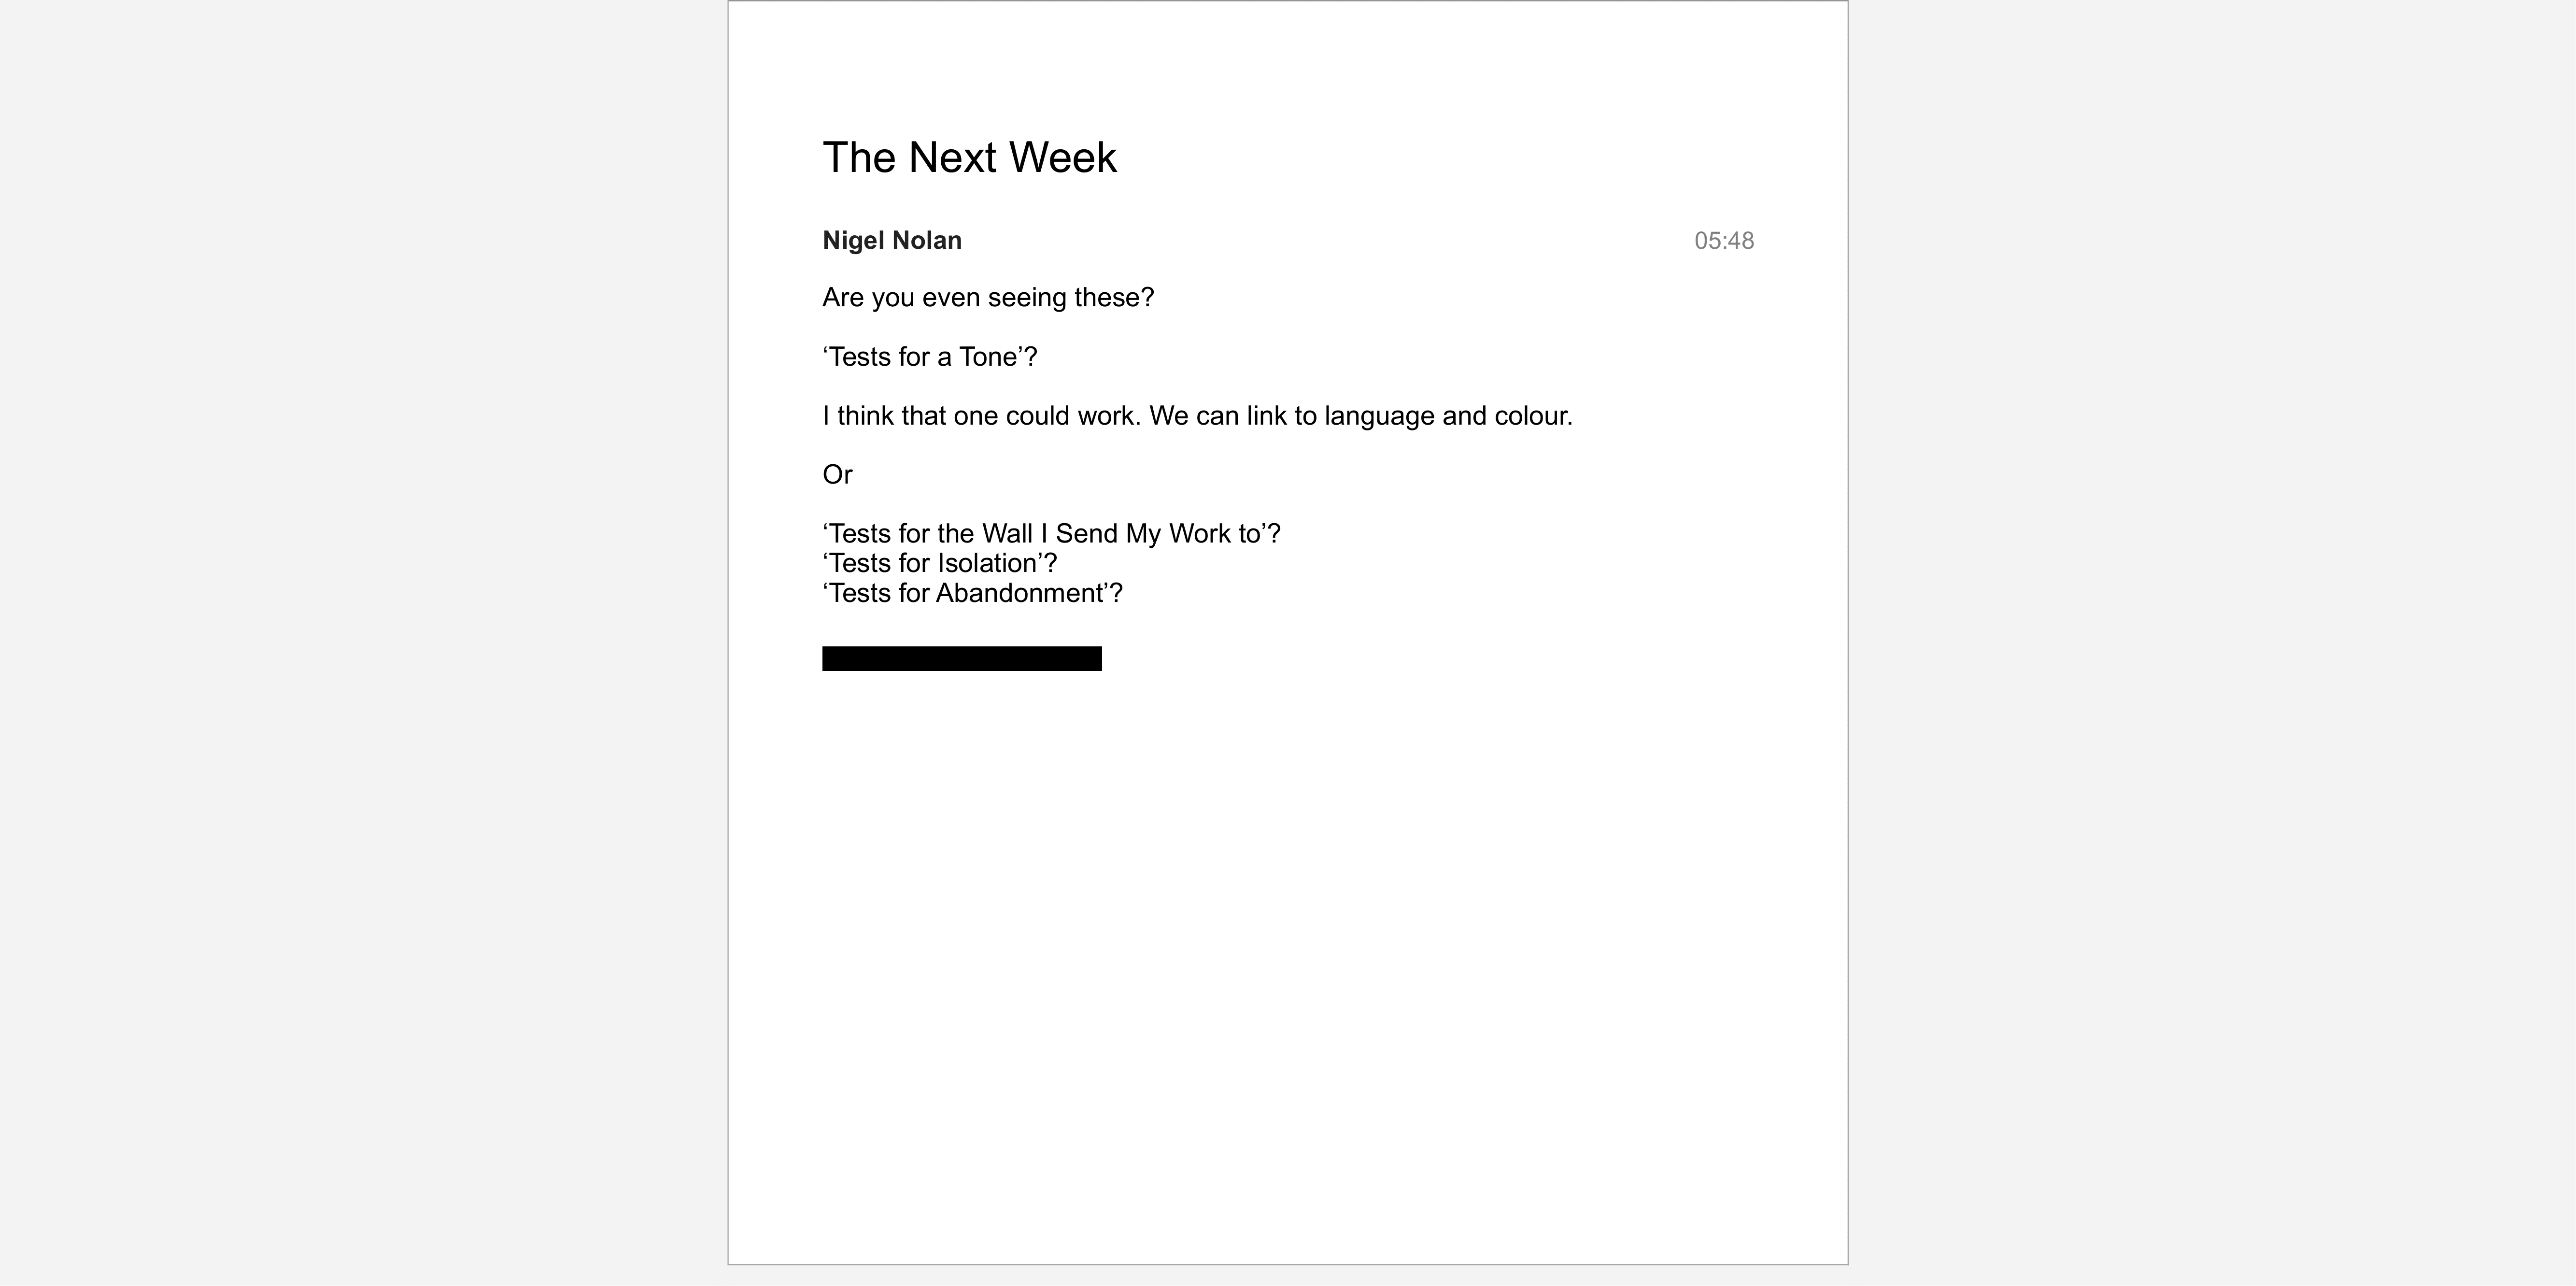 The Next Week
Nigel Nolan 05:48
Are you even seeing these?
‘Tests for a Tone’?
I think that one could work. We can link to language and colour.
Or
‘Tests for the Wall I Send My Work to’?
‘Tests for Isolation’?
‘Tests for Abandonment’?